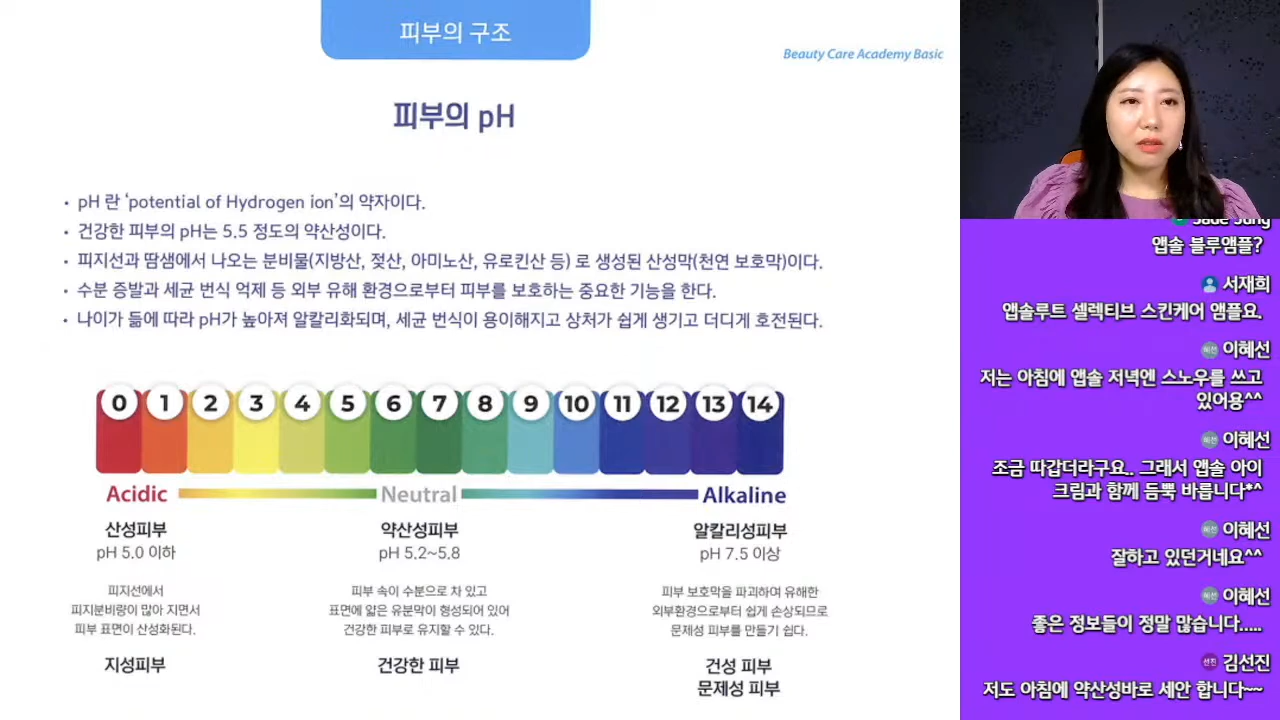 피부의 구조
Beauty Care Academy Basic
피부의 pH
• pH 란 ‘potential of Hydrogen ion’의 약자이다.
• 건강한 피부의 pH는 5.5 정도의 약산성이다.
• 피지선과 땀샘에서 나오는 분비물(지방산, 젖산, 아미노산, 유로킨산 등) 로 생성된 산성막(천연 보호막)이다.
• 수분 증발과 세균 번식 억제 등 외부 유해 환경으로부터 피부를 보호하는 중요한 기능을 한다.
• 나이가 듦에 따라 pH가 높아져 알칼리화되며, 세균 번식이 용이해지고 상처가 쉽게 생기고 더디게 호전된다.
0 1 2 3 4 5 6 7 8 9 10 11 12 13 14
Acidic Neutral Alkaline
산성피부
pH 5.0 이하
피지선에서
피지분비량이 많아 지면서
피부 표면이 산성화된다.
지성피부
약산성피부
pH 5.2~5.8
피부 속이 수분으로 차 있고
표면에 얇은 유분막이 형성되어 있어
건강한 피부로 유지할 수 있다.
건강한 피부
알칼리성피부
pH 7.5 이상
피부 보호막을 파괴하며 유해한
외부환경으로부터 쉽게 손상되므로
문제성 피부를 만들기 쉽다.
건성 피부
문제성 피부
Jade Jung
앱솔 블루앰플?
서재희
앱솔루트 셀렉티브 스킨케어 앰플요.
혜선 이혜선
저는 아침에 앱솔 저녁엔 스노우를 쓰고
있어용^^
혜선 이혜선
조금 따갑더라구요.. 그래서 앱솔 아이
크림과 함께 듬뿍 바릅니다*^
혜선 이혜선
잘하고 있던거네요^^
혜선 이혜선
좋은 정보들이 정말 많습니다.....
선진 김선진
저도 아침에 약산성바로 세안 합니다~~